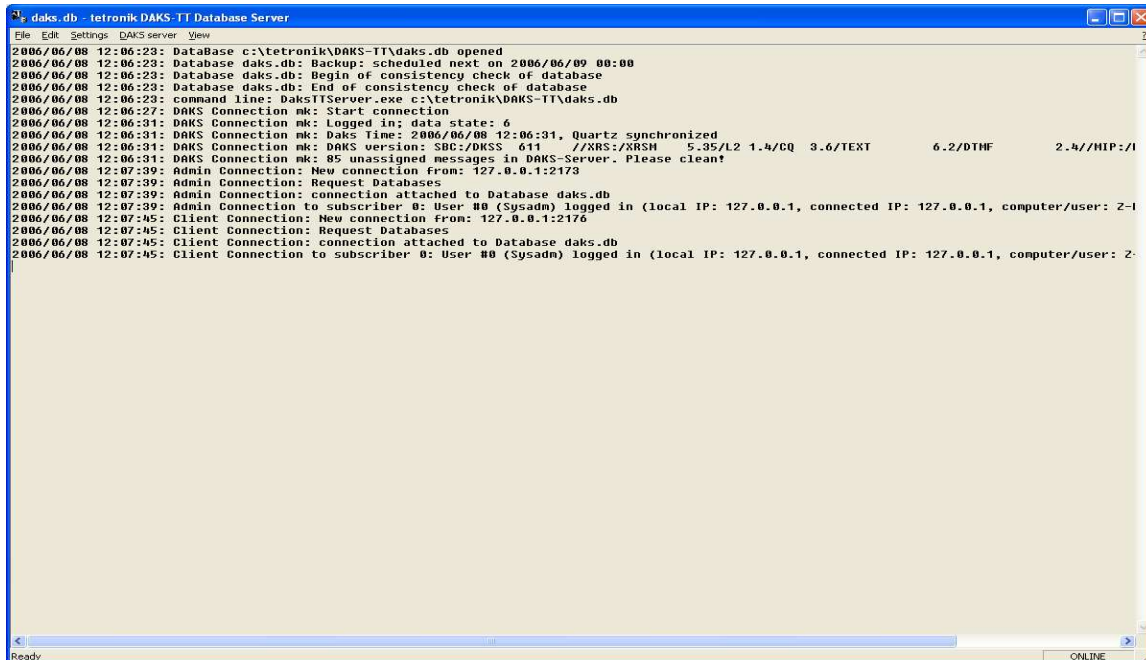 daks.db - tetronik DAKS-TT Database Server
File Edit Settings DAKS server View ?
2006/06/08 12:06:23: DataBase c:\tetronik\DAKS-TT\daks.db opened
2006/06/08 12:06:23: Database daks.db: Backup: scheduled next on 2006/06/09 00:00
2006/06/08 12:06:23: Database daks.db: Begin of consistency check of database
2006/06/08 12:06:23: Database daks.db: End of consistency check of database
2006/06/08 12:06:23: command line: DaksTTServer.exe c:\tetronik\DAKS-TT\daks.db
2006/06/08 12:06:27: DAKS Connection mk: Start connection
2006/06/08 12:06:31: DAKS Connection mk: Logged in; data state: 6
2006/06/08 12:06:31: DAKS Connection mk: Daks Time: 2006/06/08 12:06:31, Quartz synchronized
2006/06/08 12:06:31: DAKS Connection mk: DAKS version: SBC:/DKSS 611 //XRS:/XRSM 5.35/L2 1.4/CQ 3.6/TEXT 6.2/DTMF 2.4//MIP:/
2006/06/08 12:06:31: DAKS Connection mk: 85 unassigned messages in DAKS-Server. Please clean!
2006/06/08 12:07:39: Admin Connection: New connection from: 127.0.0.1:2173
2006/06/08 12:07:39: Admin Connection: Request Databases
2006/06/08 12:07:39: Admin Connection: connection attached to Database daks.db
2006/06/08 12:07:39: Admin Connection to subscriber 0: User #0 (Sysadm) logged in (local IP: 127.0.0.1, connected IP: 127.0.0.1, computer/user: Z-
2006/06/08 12:07:45: Client Connection: New connection from: 127.0.0.1:2176
2006/06/08 12:07:45: Client Connection: Request Databases
2006/06/08 12:07:45: Client Connection: connection attached to Database daks.db
2006/06/08 12:07:45: Client Connection to subscriber 0: User #0 (Sysadm) logged in (local IP: 127.0.0.1, connected IP: 127.0.0.1, computer/user: Z-
Ready ONLINE